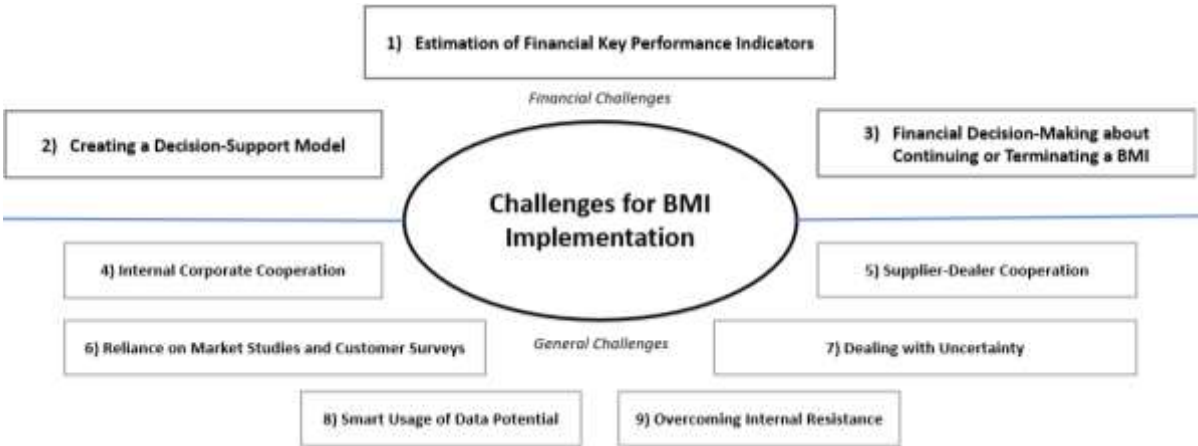 1) Estimation of Financial Key Performance Indicators
Financial Challenges
2) Creating a Decision-Support Model
3) Financial Decision-Making about
Continuing or Terminating a BMI
Challenges for BMI
Implementation
4) Internal Corporate Cooperation
5) Supplier-Dealer Cooperation
6) Reliance on Market Studies and Customer Surveys
General Challenges
7) Dealing with Uncertainty
8) Smart Usage of Data Potential
9) Overcoming Internal Resistance